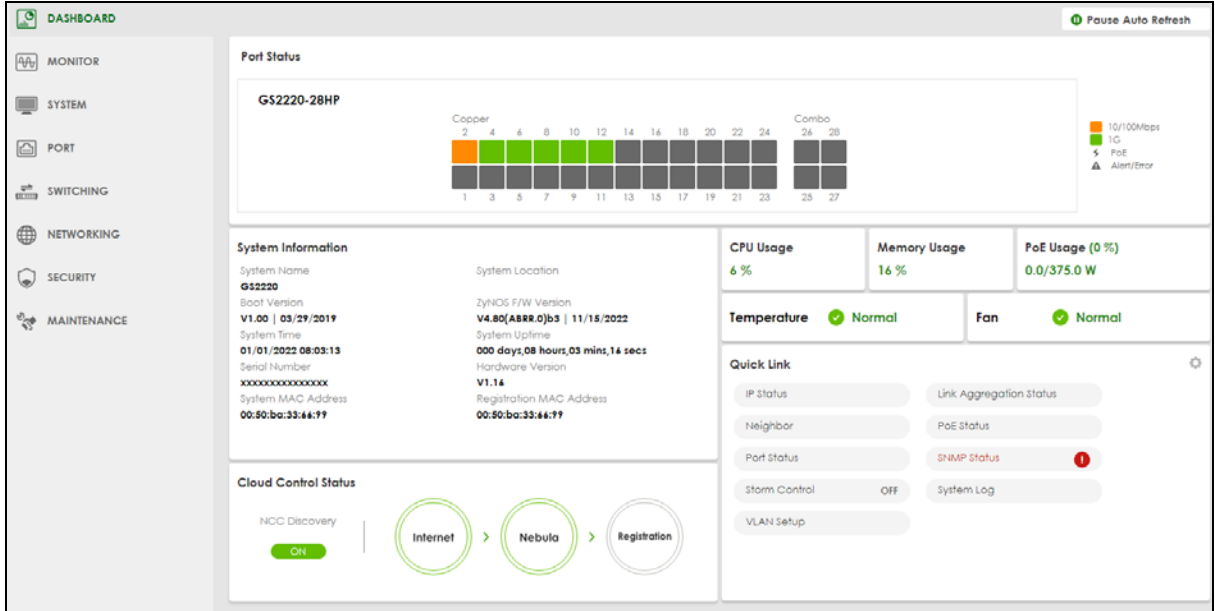 DASHBOARD
Pause Auto Refresh
MONITOR
SYSTEM
PORT
SWITCHING
NETWORKING
SECURITY
MAINTENANCE
Port Status
GS2220-28HP
Copper
Combo
2 4 6 8 10 12 14 16 18 20 22 24 26 28
1 3 5 7 9 11 13 15 17 19 21 23 25 27
10/100Mbps
1G
PoE
Alert/Error
System Information
System Name
System Location
GS2220
Boot Version
ZyNOS F/W Version
V1.00 | 03/29/2019
V4.80(ABRR.0)b3 | 11/15/2022
System Time
System Uptime
01/01/2022 08:03:13
000 days,08 hours,03 mins,16 secs
Serial Number
Hardware Version
xxxxxxxxxxxxxxx
V1.16
System MAC Address
Registration MAC Address
00:50:ba:33:66:99
00:50:ba:33:66:99
CPU Usage
6 %
Memory Usage
16 %
PoE Usage (0 %)
0.0/375.0 W
Temperature
Normal
Fan
Normal
Quick Link
IP Status
Link Aggregation Status
Neighbor
PoE Status
Port Status
SNMP Status
Storm Control OFF
System Log
VLAN Setup
Cloud Control Status
NCC Discovery
ON
Internet
Nebula
Registration